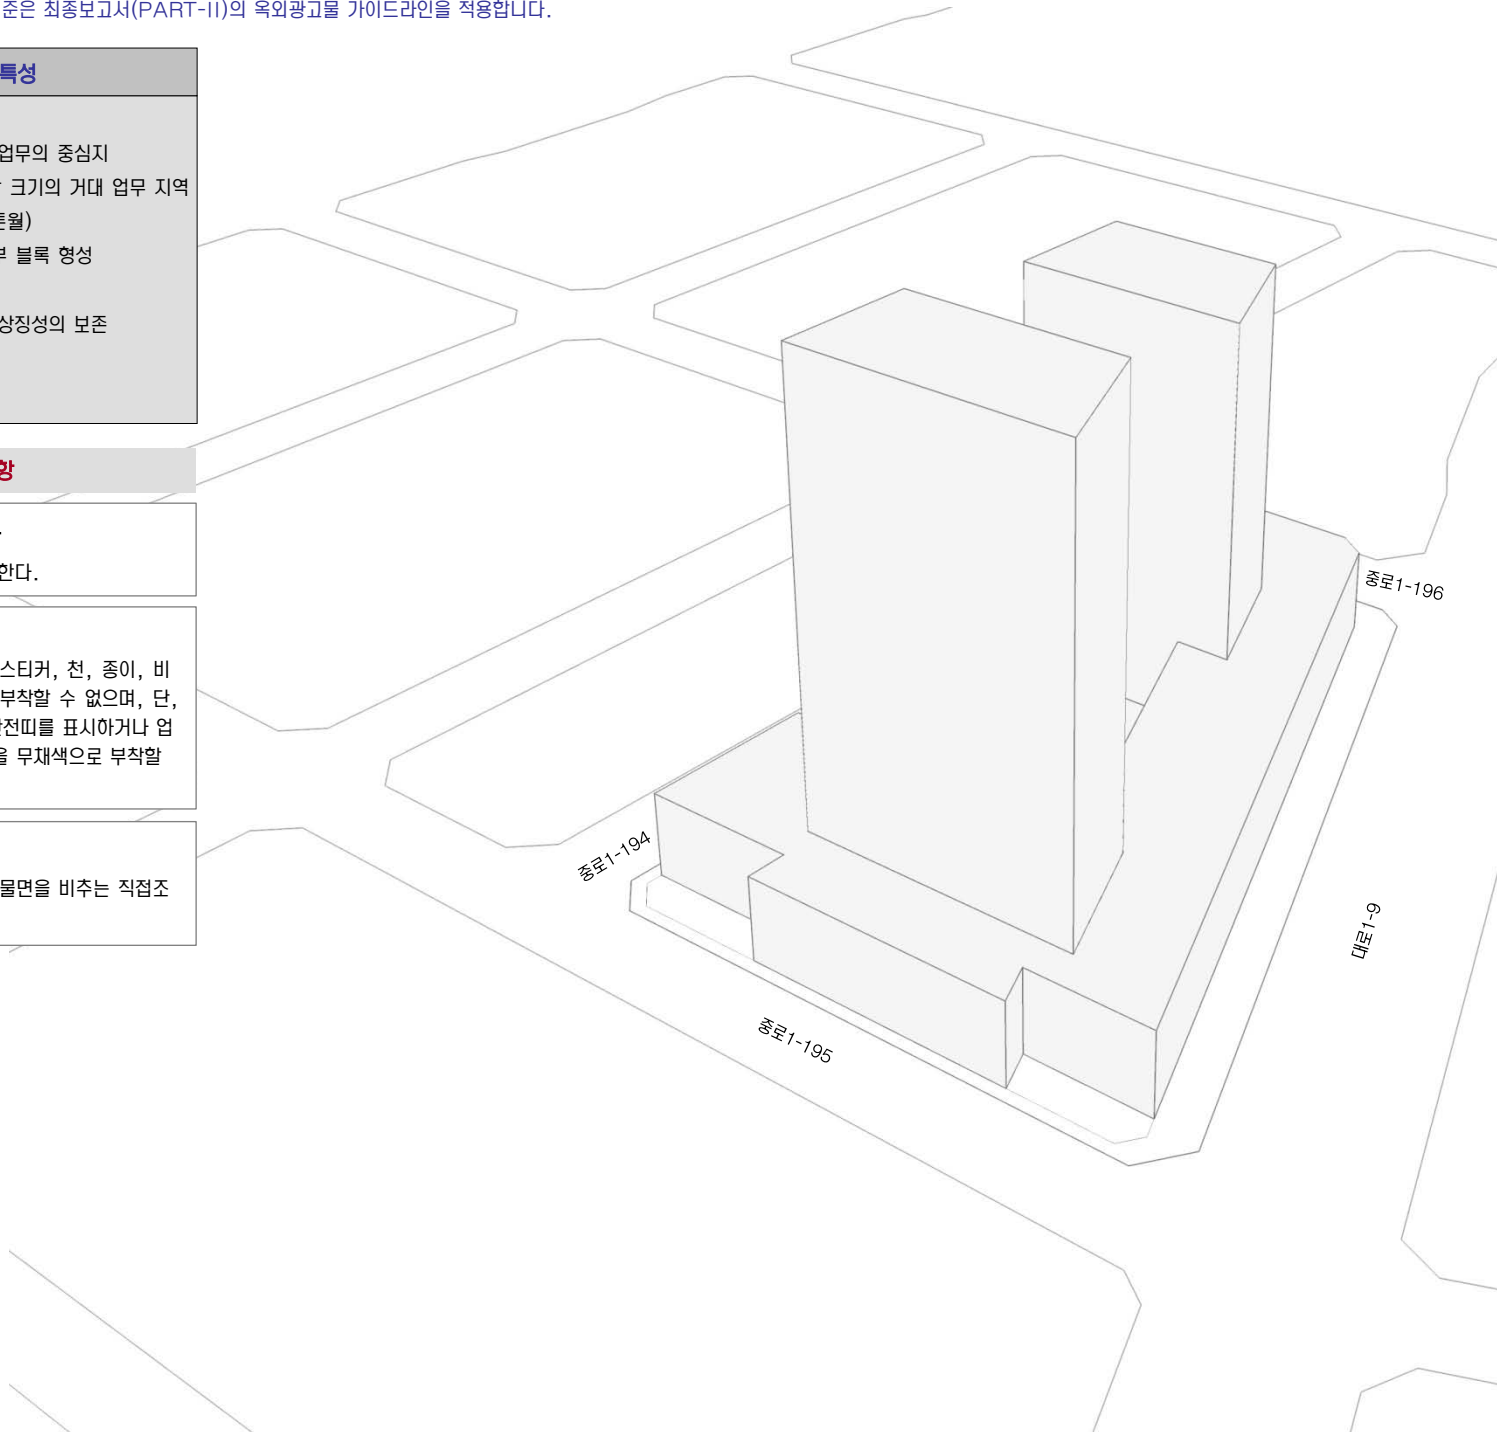 준은 최종보고서(PART-II)의 옥외광고물 가이드라인을 적용합니다.
특성
업무의 중심지
크기의 거대 업무 지역
튼월)
블록 형성
상징성의 보존
항
한다.
스티커, 천, 종이, 비
부착할 수 없으며, 단,
안전띠를 표시하거나 업
을 무채색으로 부착할
물면을 비추는 직접조
중로1-196
중로1-194
대로1-9
중로1-195